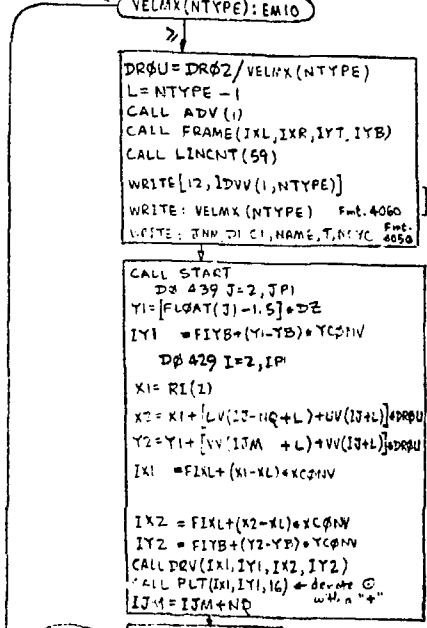 VELMX(NTYPE): EM10
≥
DRØU = DRØZ/VELMX(NTYPE)
L = NTYPE - 1
CALL ADV(1)
CALL FRAME(IXL,IXR,IYT,IYB)
CALL LINCNT(59)
WRITE[12,IDVV(1,NTYPE)]
WRITE: VELMX(NTYPE) Fmt. 4060
WRITE: JNM, NAME,T,NCYC Fmt. 4050
CALL START
DØ 439 J=2,JP1
Y1=[FLOAT(J)-1.5]*DZ
IY1 =FIYB+(Y1-YB)*YCØNV
DØ 429 I=2,IP1
X1= RI(I)
X2= X1+[UV(IJ-NQ+L)+UV(IJ+L)]*DRØU
Y2=Y1+[VV(IJM +L)+VV(IJ+L)]*DRØU
IX1 =FIXL+(X1-XL)*XCØNV
IX2 = FIXL+(X2-XL)*XCØNV
IY2 = FIYB+(Y2-YB)*YCØNV
CALL DRV(IX1,IY1,IX2,IY2)
CALL PLT(IX1,IY1,16) ← denote ⊙
with a "+"
IJM=IJM+NQ